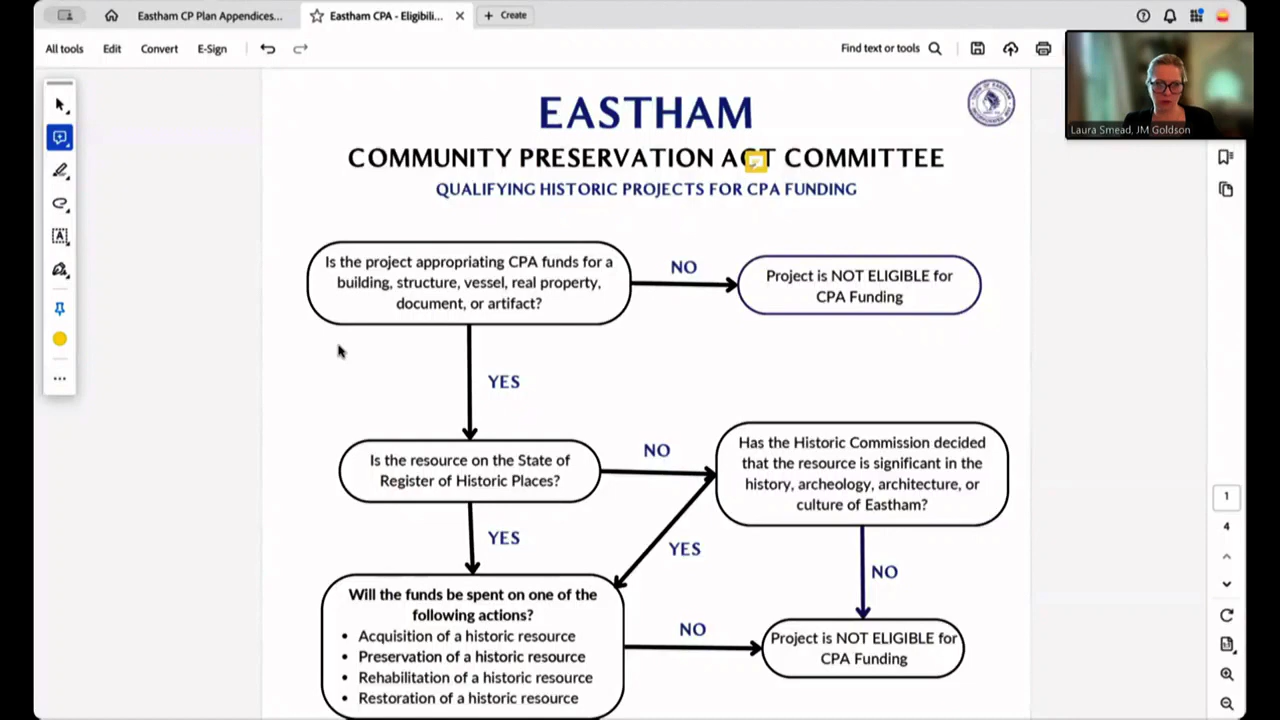 Eastham CP Plan Appendices...
Eastham CPA - Eligibili...
Create
All tools
Edit
Convert
E-Sign
Find text or tools
Laura Smead, JM Goldson
EASTHAM
COMMUNITY PRESERVATION ACT COMMITTEE
QUALIFYING HISTORIC PROJECTS FOR CPA FUNDING
Is the project appropriating CPA funds for a
building, structure, vessel, real property,
document, or artifact?
NO
Project is NOT ELIGIBLE for
CPA Funding
YES
Is the resource on the State of
Register of Historic Places?
NO
Has the Historic Commission decided
that the resource is significant in the
history, archeology, architecture, or
culture of Eastham?
YES
YES
NO
Will the funds be spent on one of the
following actions?
• Acquisition of a historic resource
• Preservation of a historic resource
• Rehabilitation of a historic resource
• Restoration of a historic resource
NO
Project is NOT ELIGIBLE for
CPA Funding
1
4